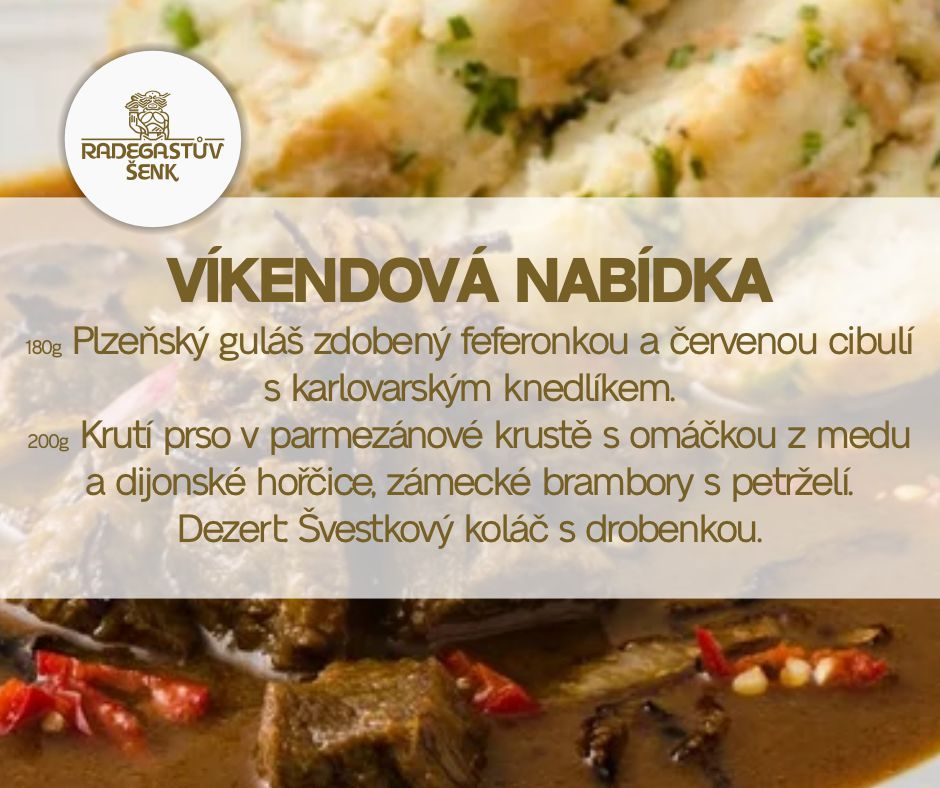 RADEGASTŮV
ŠENK
VÍKENDOVÁ NABÍDKA
180g Plzeňský guláš zdobený feferonkou a červenou cibulí
s karlovarským knedlíkem.
200g Krutí prso v parmezánové krustě s omáčkou z medu
a dijonské hořčice, zámecké brambory s petrželí.
Dezert: Švestkový koláč s drobenkou.